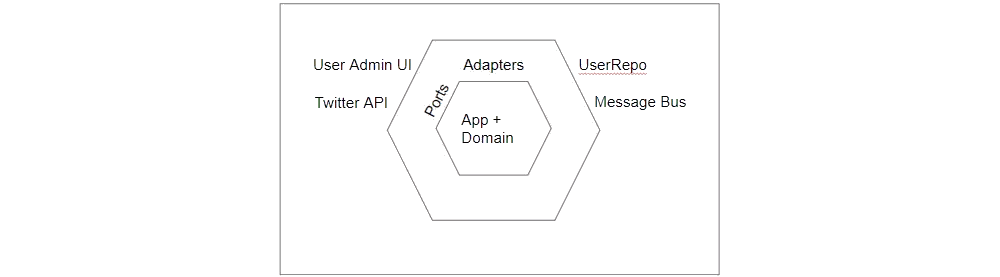 User Admin UI
Adapters
UserRepo
Twitter API
Ports
Message Bus
App +
Domain